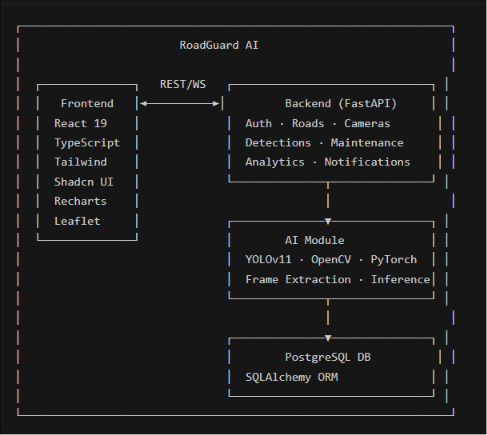 RoadGuard AI
REST/WS
Frontend
React 19
TypeScript
Tailwind
Shadcn UI
Recharts
Leaflet
Backend (FastAPI)
Auth · Roads · Cameras
Detections · Maintenance
Analytics · Notifications
AI Module
YOLOv11 · OpenCV · PyTorch
Frame Extraction · Inference
PostgreSQL DB
SQLAlchemy ORM